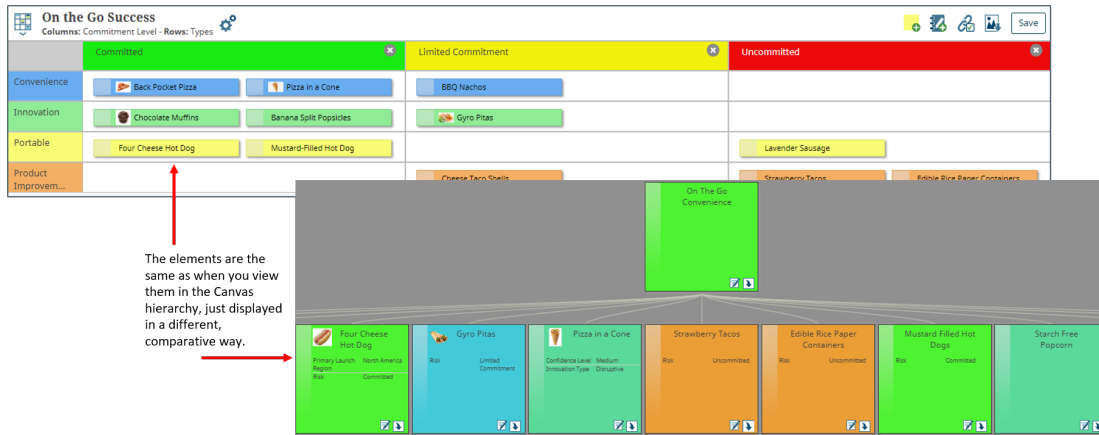 On the Go Success
Columns: Commitment Level - Rows: Types
Save
Committed
Limited Commitment
Uncommitted
Convenience
Back Pocket Pizza
Pizza in a Cone
BBQ Nachos
Innovation
Chocolate Muffins
Banana Split Popsicles
Gyro Pitas
Portable
Four Cheese Hot Dog
Mustard-Filled Hot Dog
Lavender Sausage
Product
Improvem...
Cheese Taco Shells
Strawberry Tacos
Edible Rice Paper Containers
The elements are the
same as when you view
them in the Canvas
hierarchy, just displayed
in a different,
comparative way.
On The Go
Convenience
Four Cheese
Hot Dog
Primary Launch North America
Region
Risk Committed
Gyro Pitas
Risk Limited
Commitment
Pizza in a Cone
Confidence Level Medium
Innovation Type Disruptive
Strawberry Tacos
Risk Uncommitted
Edible Rice Paper
Containers
Risk Uncommitted
Mustard Filled Hot
Dogs
Risk Committed
Starch Free
Popcorn